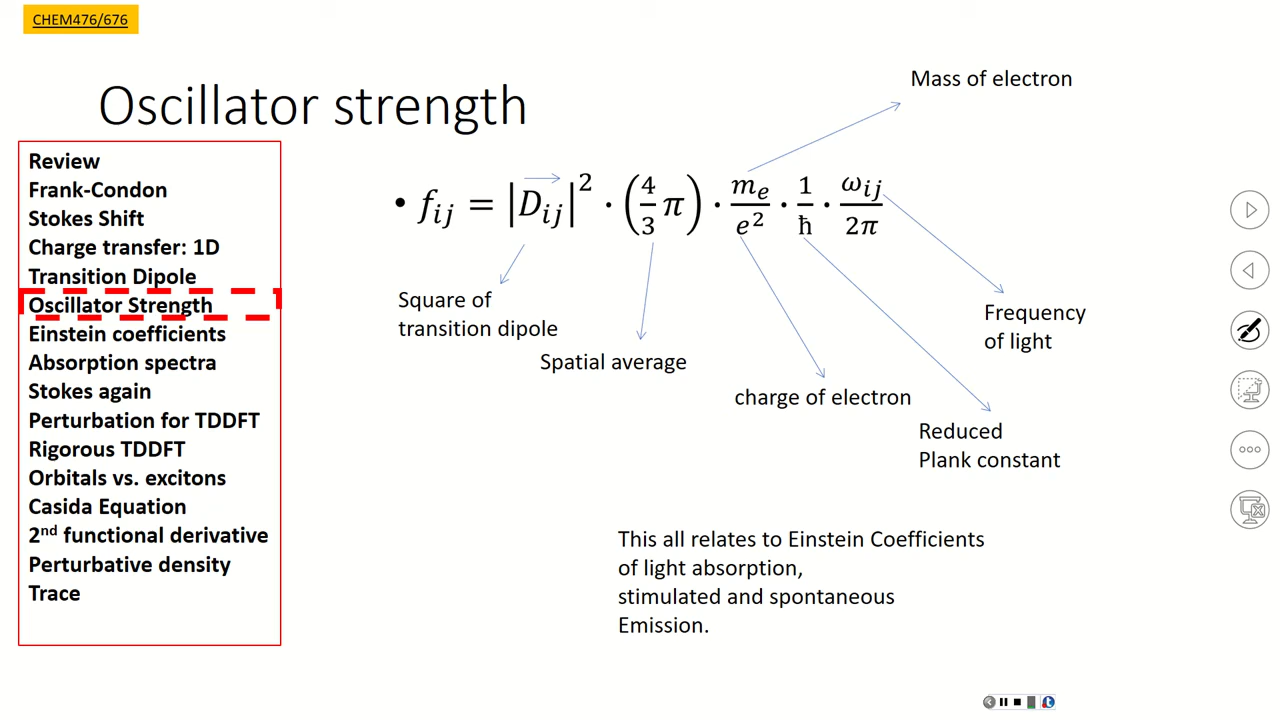 CHEM476/676
Oscillator strength
Mass of electron
Review
Frank-Condon
Stokes Shift
Charge transfer: 1D
Transition Dipole
Oscillator Strength
Einstein coefficients
Absorption spectra
Stokes again
Perturbation for TDDFT
Rigorous TDDFT
Orbitals vs. excitons
Casida Equation
2nd functional derivative
Perturbative density
Trace
• f_ij = |D⃗_ij|² · (4/3 π) · m_e/e² · 1/ħ · ω_ij/2π
Square of
transition dipole
Spatial average
charge of electron
Frequency
of light
Reduced
Plank constant
This all relates to Einstein Coefficients
of light absorption,
stimulated and spontaneous
Emission.